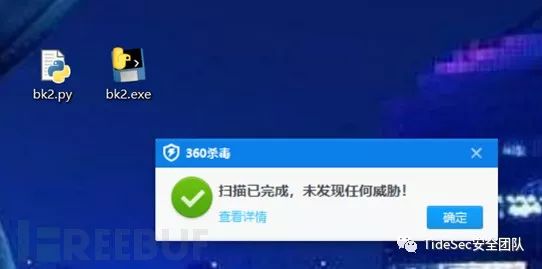 bk2.py
bk2.exe
360杀毒
扫描已完成，未发现任何威胁！
查看详情
确定
FREEBUF
TideSec安全团队